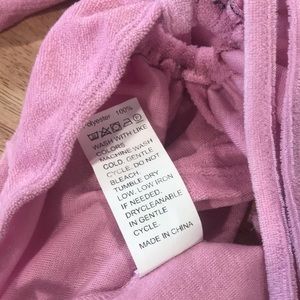 olyester 100%
WASH WITH LIKE
COLORS
MACHINE WASH
COLD, GENTLE
CYCLE. DO NOT
BLEACH.
TUMBLE DRY
LOW. LOW IRON
IF NEEDED.
DRYCLEANABLE
IN GENTLE
CYCLE.
MADE IN CHINA